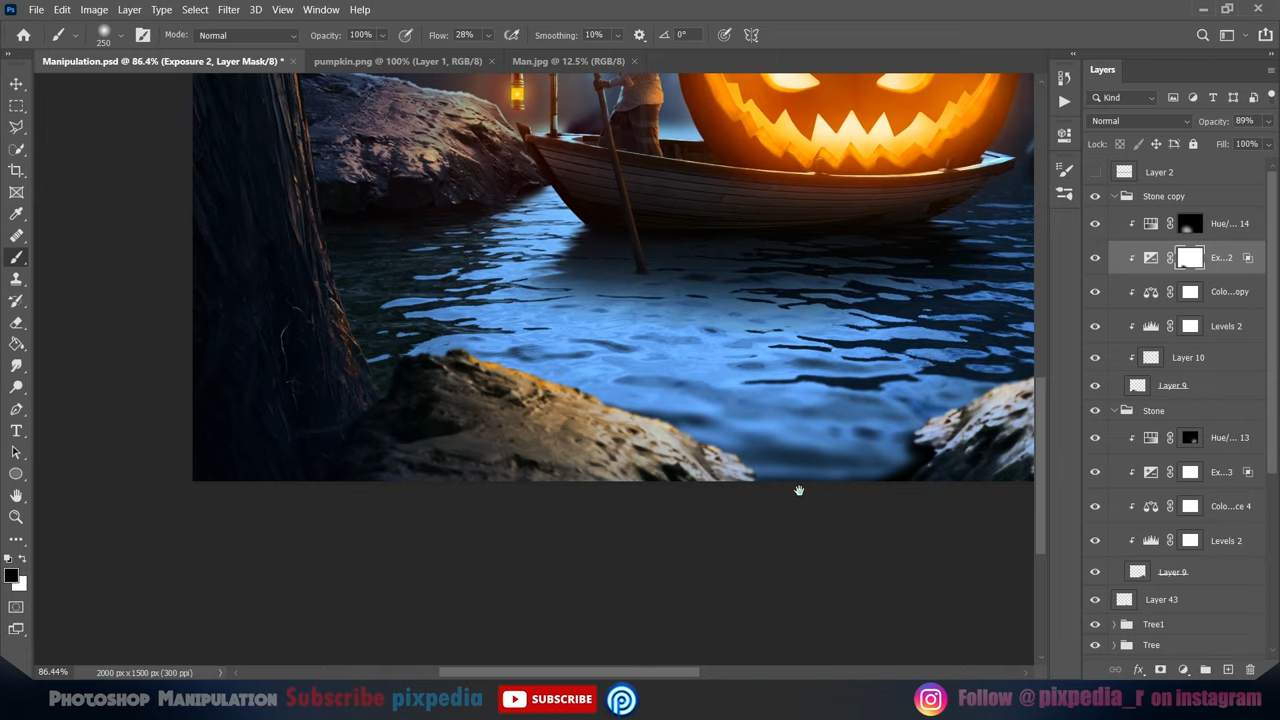 Ps File Edit Image Layer Type Select Filter 3D View Window Help
250 Mode: Normal Opacity: 100% Flow: 28% Smoothing: 10% 0°
Manipulation.psd @ 86.4% (Exposure 2, Layer Mask/8) * × pumpkin.png @ 100% (Layer 1, RGB/8) × Man.jpg @ 12.5% (RGB/8) ×
Layers
Kind
Normal Opacity: 89%
Lock: Fill: 100%
Layer 2
Stone copy
Hue/... 14
Ex...2
Colo...opy
Levels 2
Layer 10
Layer 9
Stone
Hue/... 13
Ex...3
Colo...ce 4
Levels 2
Layer 9
Layer 43
Tree1
Tree
86.44% 2000 px x 1500 px (300 ppi)
Photoshop Manipulation Subscribe pixpedia SUBSCRIBE Follow @pixpedia_r on instagram